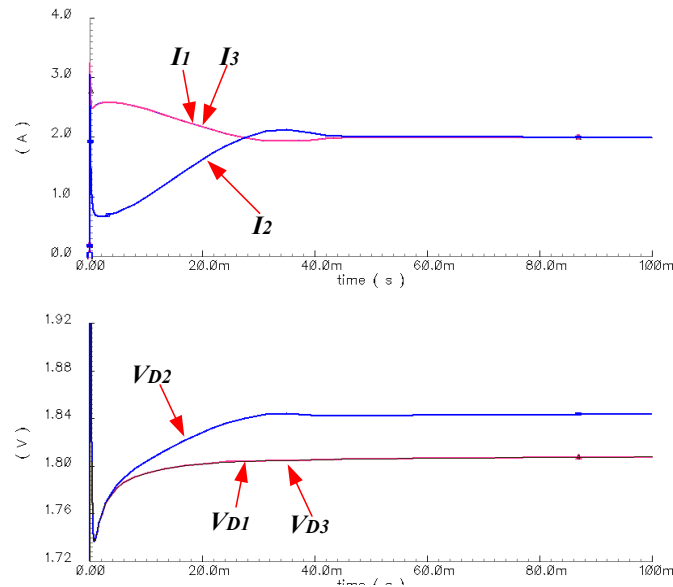 4.0
I1 I3
3.0
( A )
2.0
1.0
I2
0.0
0.00 20.0m 40.0m 60.0m 80.0m 100m
time ( s )
1.92
1.88
VD2
1.84
( V )
1.80
1.76
VD1 VD3
1.72
0.00 20.0m 40.0m 60.0m 80.0m 100m
time ( s )